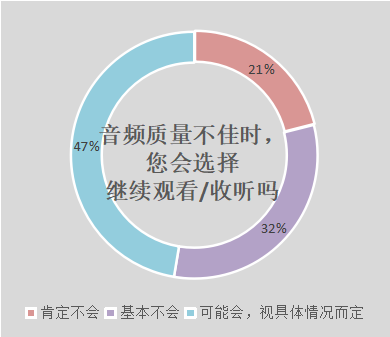 21%
音频质量不佳时，
47%
您会选择
继续观看/收听吗
32%
肯定不会 基本不会 可能会，视具体情况而定